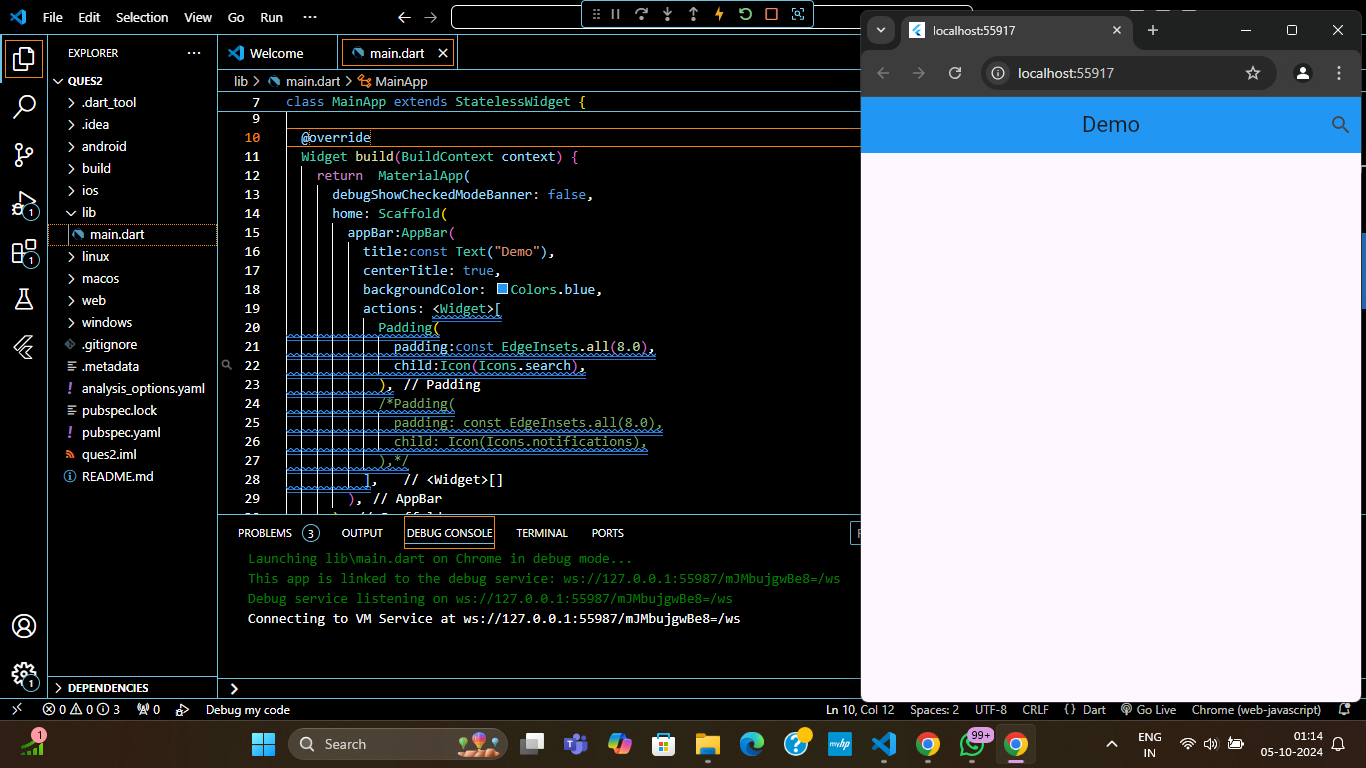 File Edit Selection View Go Run ...
EXPLORER
QUES2
.dart_tool
.idea
android
build
ios
lib
main.dart
linux
macos
web
windows
.gitignore
.metadata
analysis_options.yaml
pubspec.lock
pubspec.yaml
ques2.iml
README.md
DEPENDENCIES
1
1
1
Welcome
main.dart
lib > main.dart > MainApp
7 class MainApp extends StatelessWidget {
9
10 @override
11 Widget build(BuildContext context) {
12 return  MaterialApp(
13 debugShowCheckedModeBanner: false,
14 home: Scaffold(
15 appBar:AppBar(
16 title:const Text("Demo"),
17 centerTitle: true,
18 backgroundColor: Colors.blue,
19 actions: <Widget>[
20 Padding(
21 padding:const EdgeInsets.all(8.0),
22 child:Icon(Icons.search),
23 ), // Padding
24 /*Padding(
25 padding: const EdgeInsets.all(8.0),
26 child: Icon(Icons.notifications),
27 ),*/
28 ],   // <Widget>[]
29 ), // AppBar
PROBLEMS 3 OUTPUT DEBUG CONSOLE TERMINAL PORTS
Launching lib\main.dart on Chrome in debug mode...
This app is linked to the debug service: ws://127.0.0.1:55987/mJMbujgwBe8=/ws
Debug service listening on ws://127.0.0.1:55987/mJMbujgwBe8=/ws
Connecting to VM Service at ws://127.0.0.1:55987/mJMbujgwBe8=/ws
localhost:55917
localhost:55917
Demo
0 0 3 0 Debug my code Ln 10, Col 12 Spaces: 2 UTF-8 CRLF {} Dart Go Live Chrome (web-javascript)
1 Search myhp 99+ ENG IN 01:14 05-10-2024